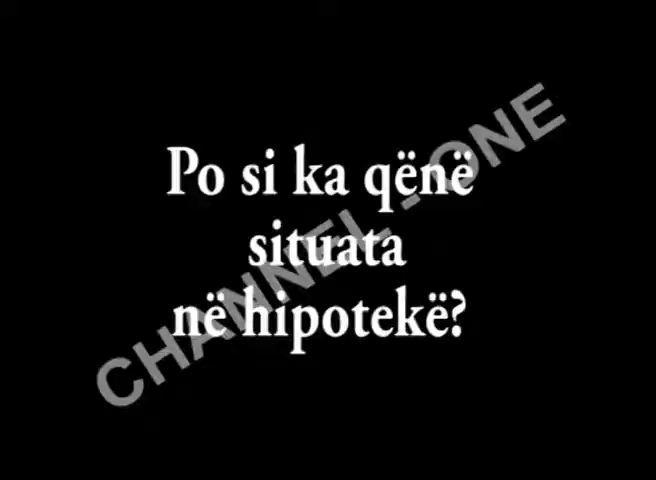 Po si ka qënë
situata
në hipotekë?
CHANNEL - ONE